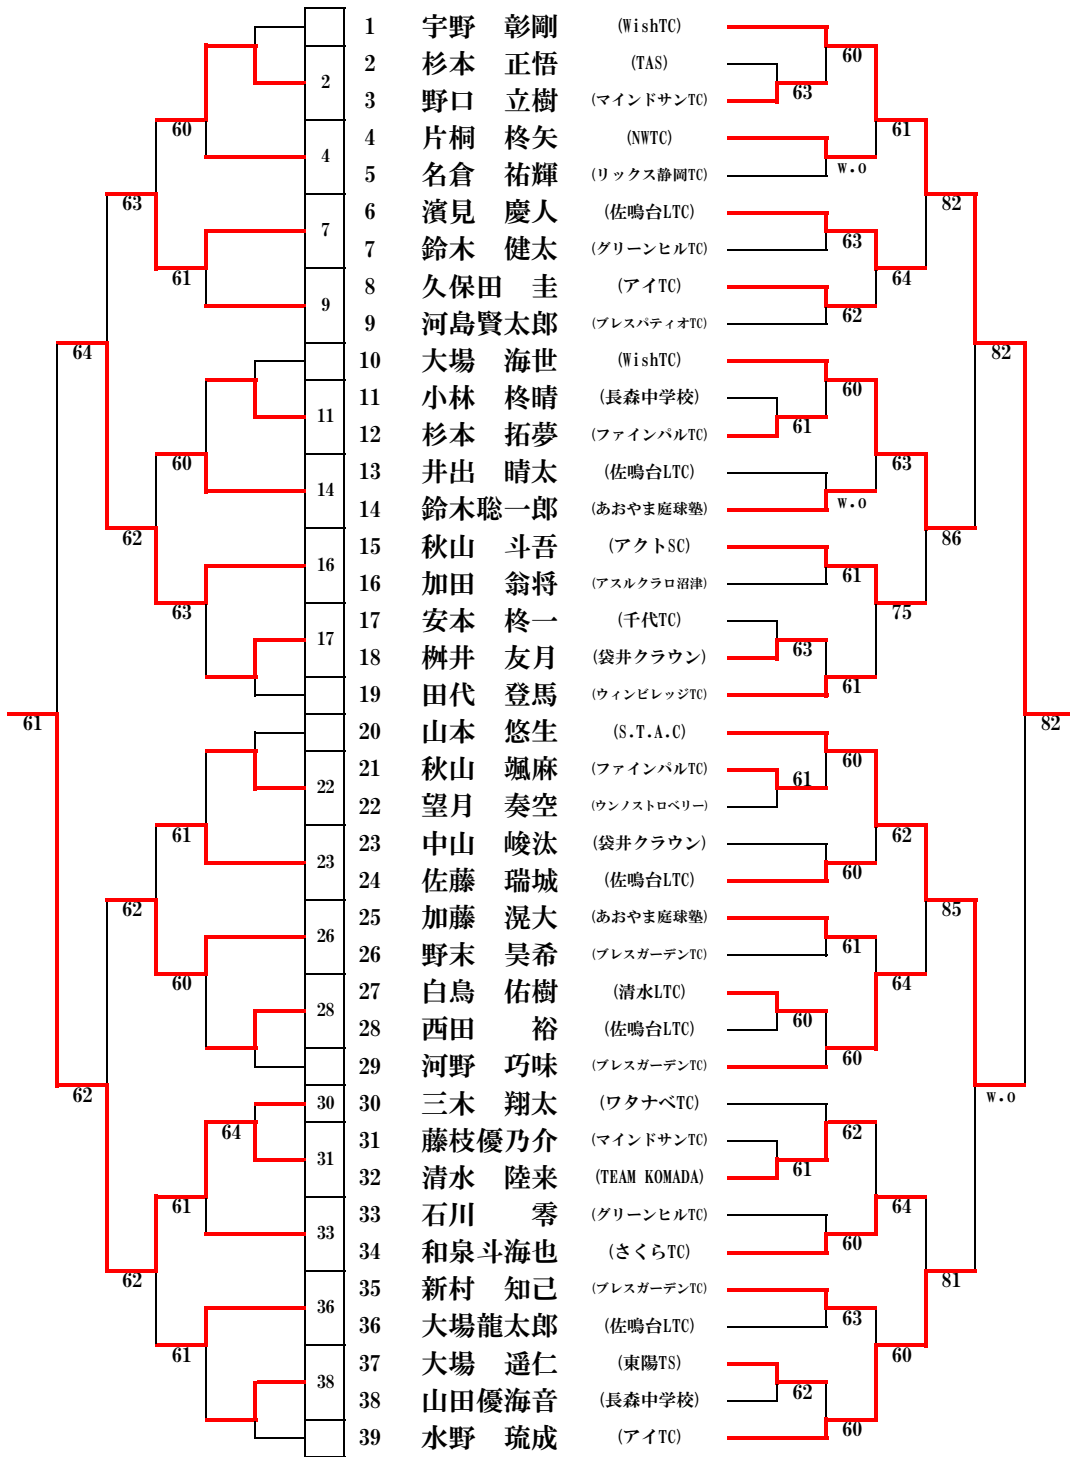 1 宇野 彰剛 (WishTC)
60
2 杉本 正悟 (TAS)
2
63
3 野口 立樹 (マインドサンTC)
60
61
4 片桐 柊矢 (NWTC)
4
w.o
5 名倉 祐輝 (リックス静岡TC)
63
82
6 濱見 慶人 (佐鳴台LTC)
7
63
7 鈴木 健太 (グリーンヒルTC)
61
64
8 久保田 圭 (アイTC)
9
62
9 河島賢太郎 (ブレスパティオTC)
64
82
10 大場 海世 (WishTC)
60
11 小林 柊晴 (長森中学校)
11
61
12 杉本 拓夢 (ファインパルTC)
60
63
13 井出 晴太 (佐鳴台LTC)
14
w.o
14 鈴木聡一郎 (あおやま庭球塾)
62
86
15 秋山 斗吾 (アクトSC)
16
61
16 加田 翁将 (アスルクラロ沼津)
63
75
17 安本 柊一 (千代TC)
17
63
18 桝井 友月 (袋井クラウン)
61
19 田代 登馬 (ウィンビレッジTC)
61
82
20 山本 悠生 (S.T.A.C)
60
21 秋山 颯麻 (ファインパルTC)
22
61
22 望月 奏空 (ウンノストロベリー)
61
62
23 中山 峻汰 (袋井クラウン)
23
60
24 佐藤 瑞城 (佐鳴台LTC)
62
85
25 加藤 滉大 (あおやま庭球塾)
26
61
26 野末 昊希 (ブレスガーデンTC)
60
64
27 白鳥 佑樹 (清水LTC)
28
60
28 西田 裕 (佐鳴台LTC)
60
29 河野 巧味 (ブレスガーデンTC)
62
w.o
30
30 三木 翔太 (ワタナベTC)
64
62
31 藤枝優乃介 (マインドサンTC)
31
61
32 清水 陸来 (TEAM KOMADA)
61
64
33 石川 零 (グリーンヒルTC)
33
60
34 和泉斗海也 (さくらTC)
62
81
35 新村 知己 (ブレスガーデンTC)
36
63
36 大場龍太郎 (佐鳴台LTC)
61
60
37 大場 遥仁 (東陽TS)
38
62
38 山田優海音 (長森中学校)
60
39 水野 琉成 (アイTC)